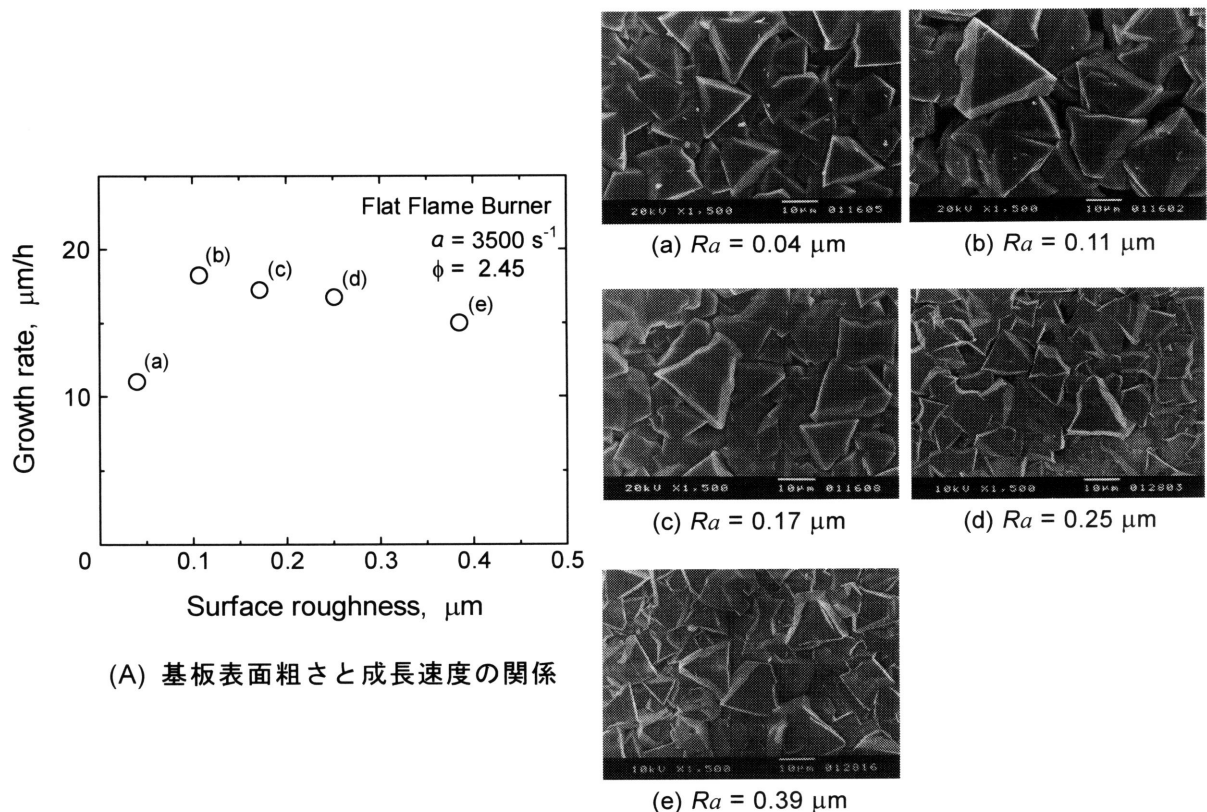 Flat Flame Burner
a = 3500 s⁻¹
ϕ = 2.45
20
10
0
0.1
0.2
0.3
0.4
0.5
(a)
(b)
(c)
(d)
(e)
Growth rate, μm/h
Surface roughness, μm
(A) 基板表面粗さと成長速度の関係
20kV X1,500 10μm 011605
(a) Ra = 0.04 μm
20kV X1,500 10μm 011602
(b) Ra = 0.11 μm
20kV X1,500 10μm 011608
(c) Ra = 0.17 μm
10kV X1,500 10μm 012803
(d) Ra = 0.25 μm
10kV X1,500 10μm 012816
(e) Ra = 0.39 μm